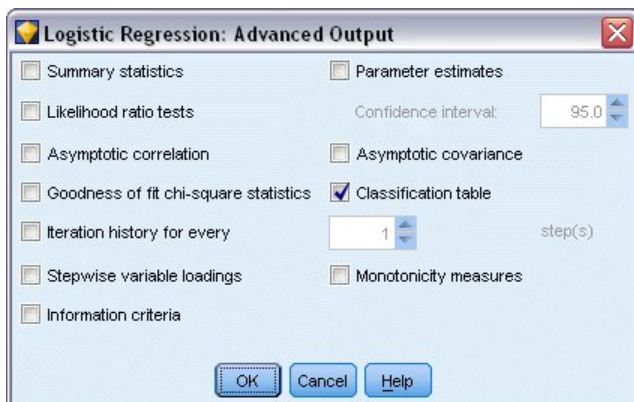 Logistic Regression: Advanced Output
Summary statistics
Parameter estimates
Likelihood ratio tests
Confidence interval: 95.0
Asymptotic correlation
Asymptotic covariance
Goodness of fit chi-square statistics
Classification table
Iteration history for every 1 step(s)
Stepwise variable loadings
Monotonicity measures
Information criteria
OK Cancel Help